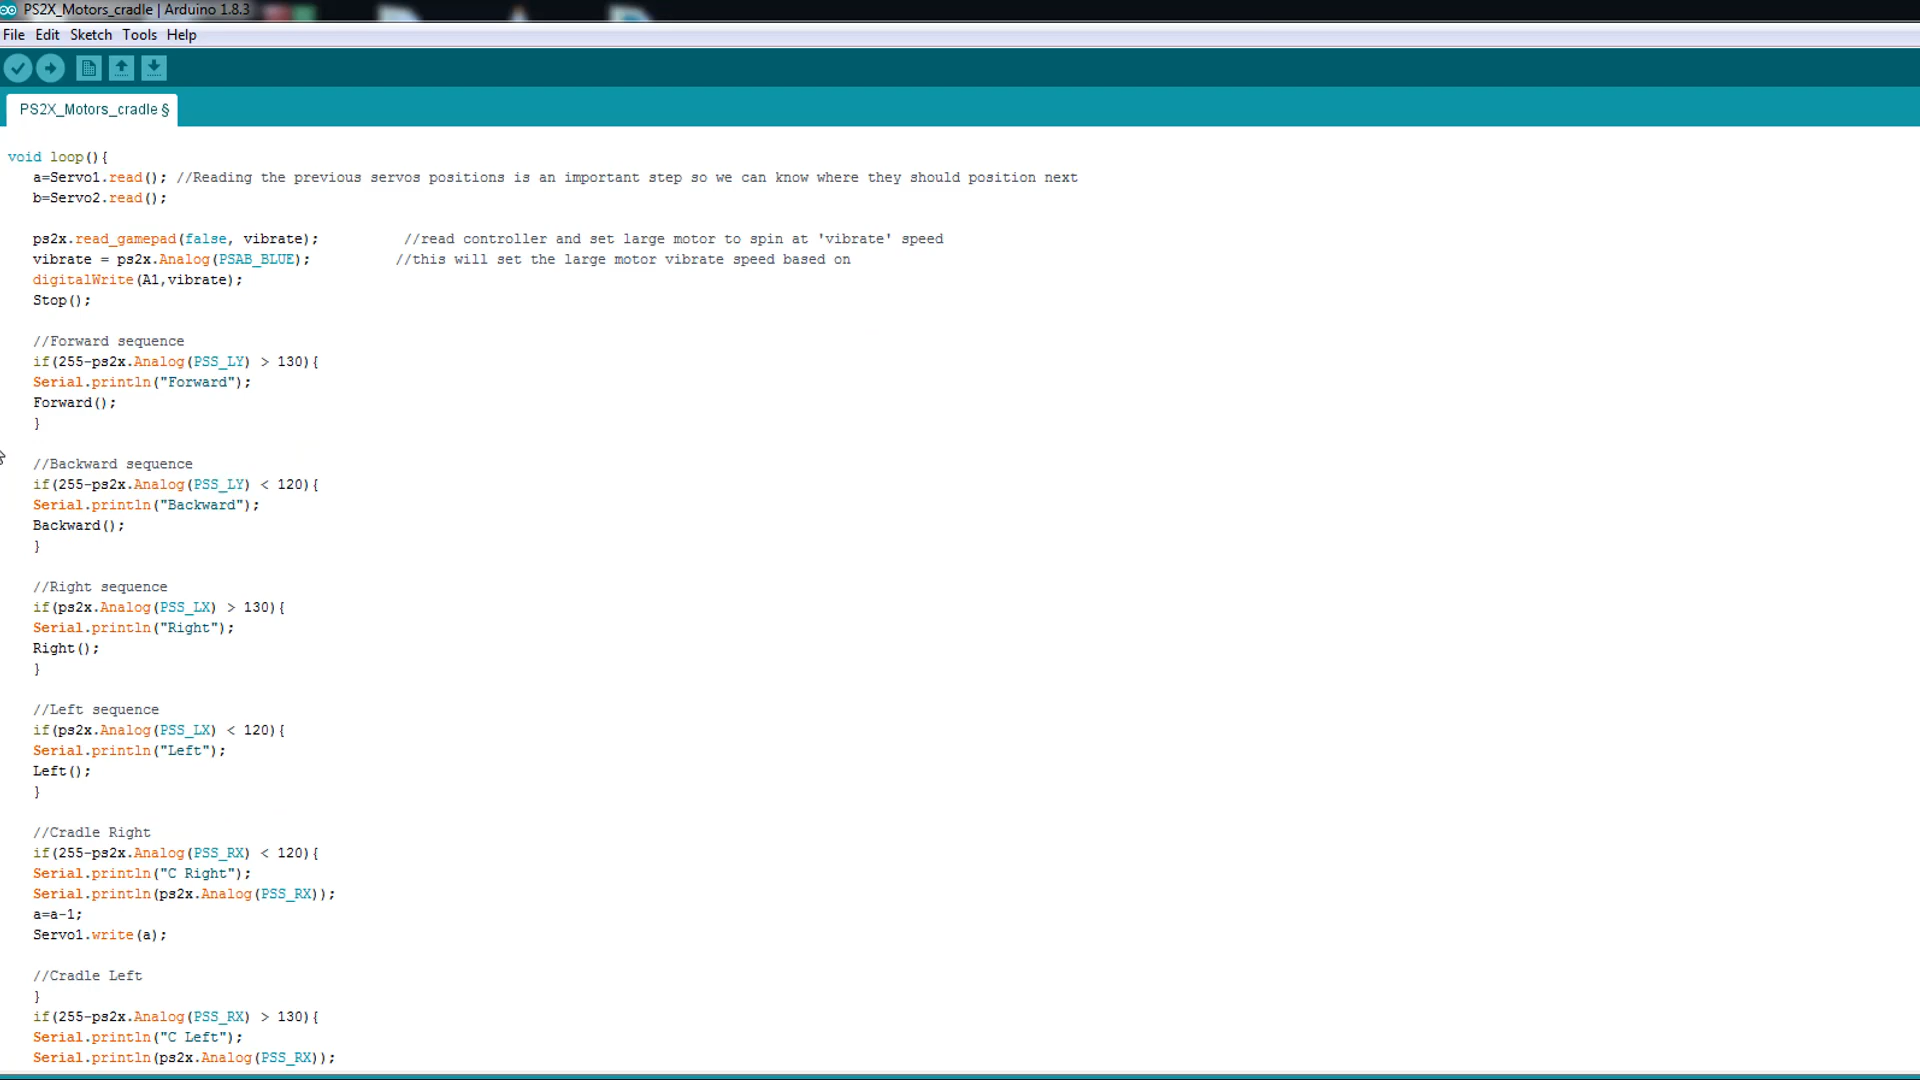 PS2X_Motors_cradle | Arduino 1.8.3
File Edit Sketch Tools Help
PS2X_Motors_cradle §
void loop(){
a=Servo1.read(); //Reading the previous servos positions is an important step so we can know where they should position next
b=Servo2.read();
ps2x.read_gamepad(false, vibrate); //read controller and set large motor to spin at 'vibrate' speed
vibrate = ps2x.Analog(PSAB_BLUE); //this will set the large motor vibrate speed based on
digitalWrite(A1,vibrate);
Stop();
//Forward sequence
if(255-ps2x.Analog(PSS_LY) > 130){
Serial.println("Forward");
Forward();
}
//Backward sequence
if(255-ps2x.Analog(PSS_LY) < 120){
Serial.println("Backward");
Backward();
}
//Right sequence
if(ps2x.Analog(PSS_LX) > 130){
Serial.println("Right");
Right();
}
//Left sequence
if(ps2x.Analog(PSS_LX) < 120){
Serial.println("Left");
Left();
}
//Cradle Right
if(255-ps2x.Analog(PSS_RX) < 120){
Serial.println("C Right");
Serial.println(ps2x.Analog(PSS_RX));
a=a-1;
Servo1.write(a);
//Cradle Left
}
if(255-ps2x.Analog(PSS_RX) > 130){
Serial.println("C Left");
Serial.println(ps2x.Analog(PSS_RX));